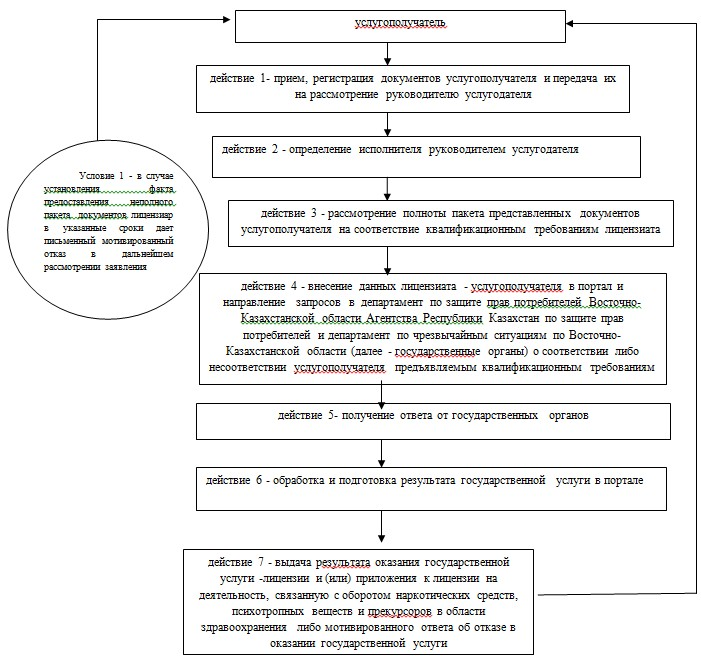 услугополучатель
действие 1- прием, регистрация документов услугополучателя и передача их
на рассмотрение руководителю услугодателя
действие 2 - определение исполнителя руководителем услугодателя
Условие 1 - в случае
установления факта
предоставления неполного
пакета документов лицензиар
в указанные сроки дает
письменный мотивированный
отказ в дальнейшем
рассмотрении заявления
действие 3 - рассмотрение полноты пакета представленных документов
услугополучателя на соответствие квалификационным требованиям лицензиата
действие 4 - внесение данных лицензиата - услугополучателя в портал и
направление запросов в департамент по защите прав потребителей Восточно-
Казахстанской области Агентства Республики Казахстан по защите прав
потребителей и департамент по чрезвычайным ситуациям по Восточно-
Казахстанской области (далее - государственные органы) о соответствии либо
несоответствии услугополучателя предъявляемым квалификационным требованиям
действие 5- получение ответа от государственных органов
действие 6 - обработка и подготовка результата государственной услуги в портале
действие 7 - выдача результата оказания государственной
услуги -лицензии и (или) приложения к лицензии на
деятельность, связанную с оборотом наркотических средств,
психотропных веществ и прекурсоров в области
здравоохранения либо мотивированного ответа об отказе в
оказании государственной услуги